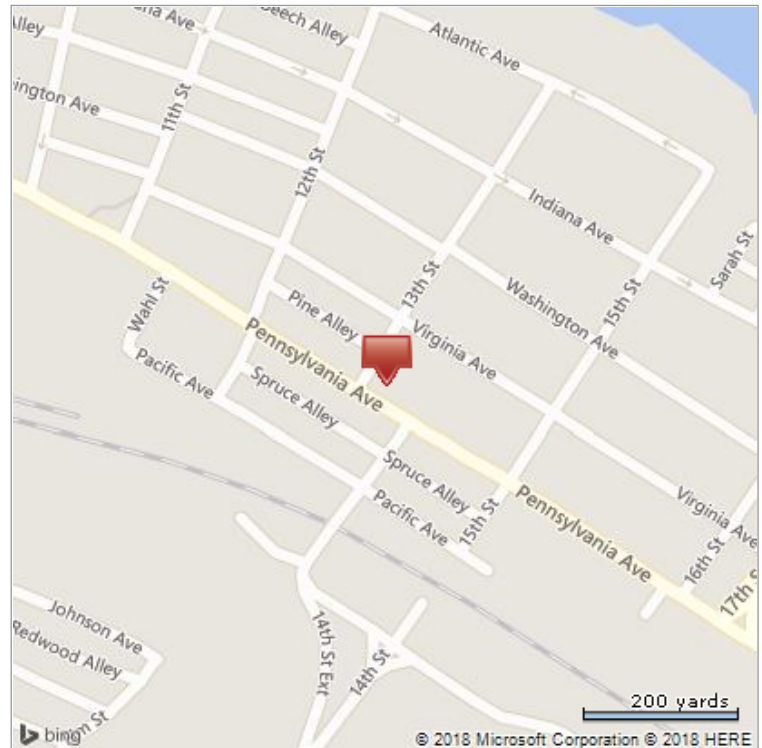 Beech Alley
Atlantic Ave
Alley
na Ave
ington Ave
11th St
12th St
Indiana Ave
Sarah St
13th St
Washington Ave
15th St
Wahl St
Pine Alley
Virginia Ave
Pennsylvania Ave
Pacific Ave
Spruce Alley
Spruce Alley
Pacific Ave
15th St
Pennsylvania Ave
Virginia Ave
16th St
17th S
Johnson Ave
Redwood Alley
St
14th St Ext
14th St
200 yards
bing
© 2018 Microsoft Corporation © 2018 HERE